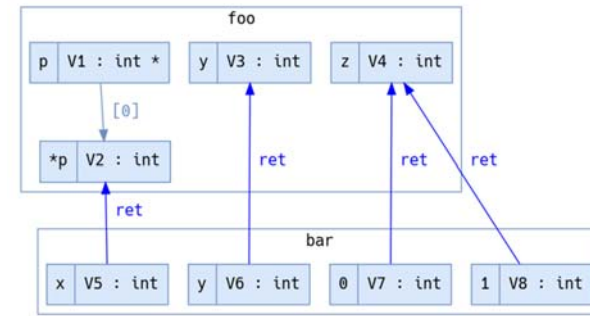 foo
p V1 : int * y V3 : int z V4 : int
[0]
*p V2 : int
ret ret ret ret
bar
x V5 : int y V6 : int 0 V7 : int 1 V8 : int